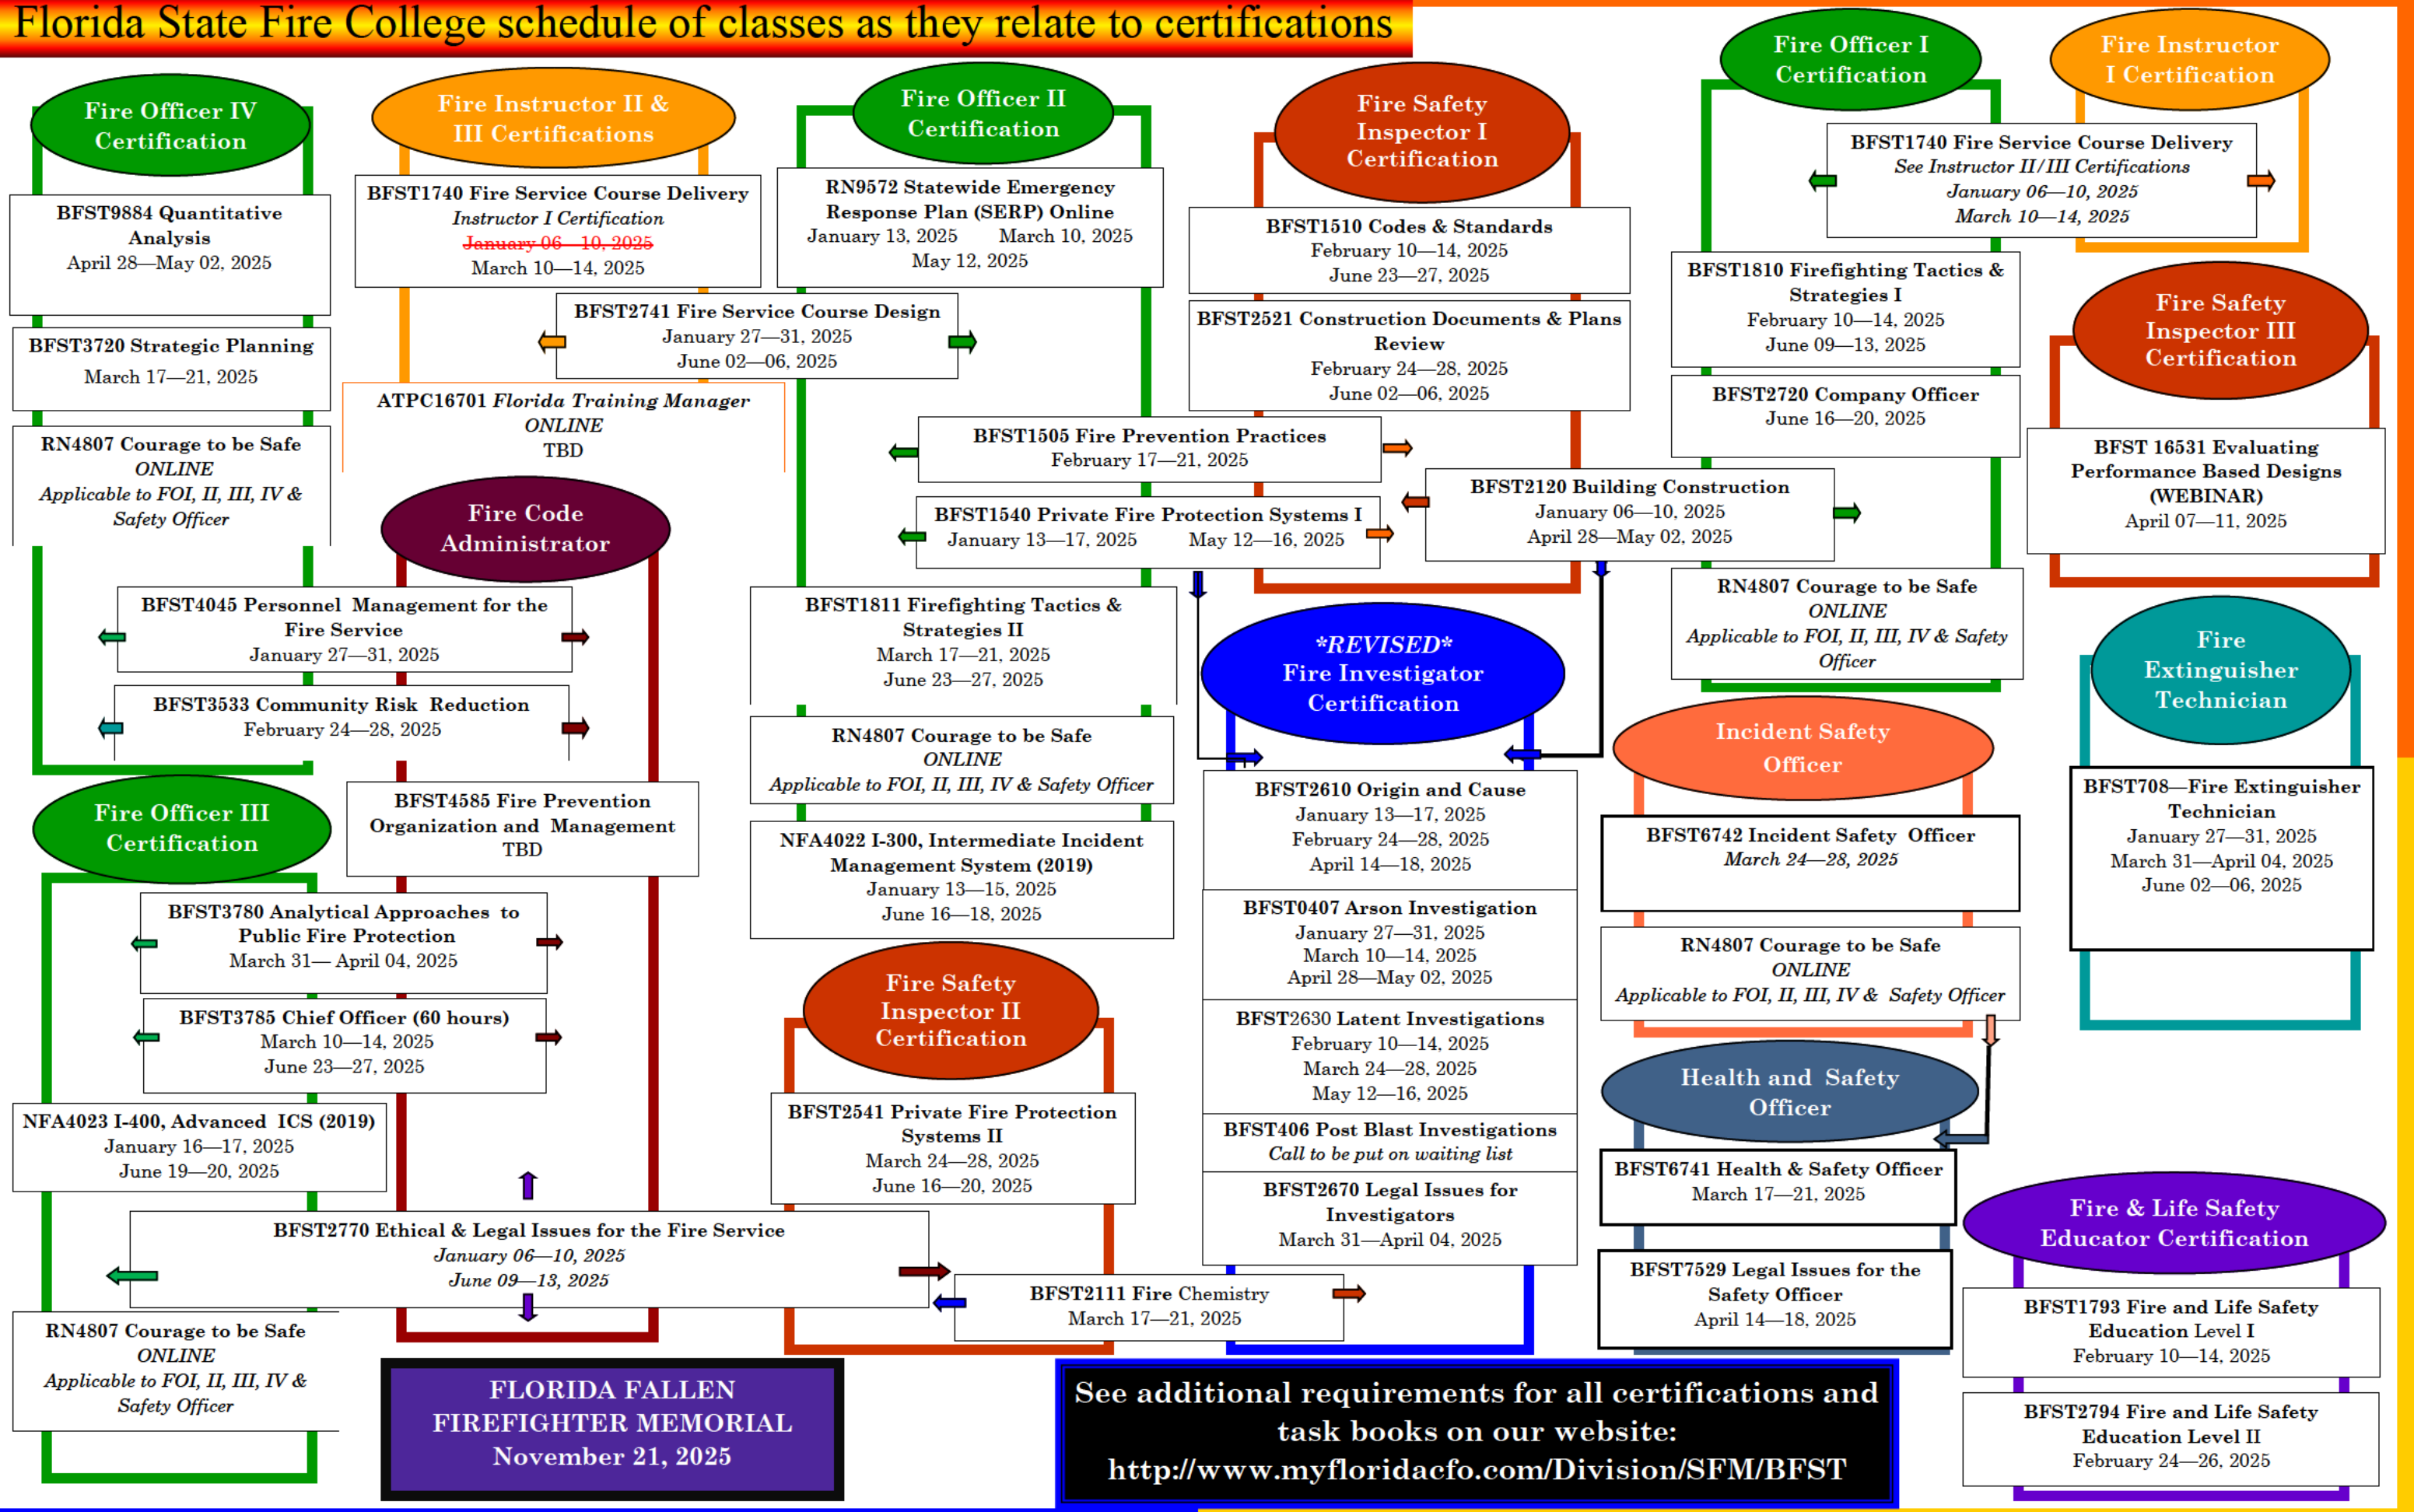 Florida State Fire College schedule of classes as they relate to certifications
Fire Officer IV
Certification
BFST9884 Quantitative
Analysis
April 28—May 02, 2025
BFST3720 Strategic Planning
March 17—21, 2025
RN4807 Courage to be Safe
ONLINE
Applicable to FOI, II, III, IV &
Safety Officer
Fire Instructor II &
III Certifications
BFST1740 Fire Service Course Delivery
Instructor I Certification
January 06—10, 2025
March 10—14, 2025
BFST2741 Fire Service Course Design
January 27—31, 2025
June 02—06, 2025
ATPC16701 Florida Training Manager
ONLINE
TBD
Fire Code
Administrator
BFST4045 Personnel Management for the
Fire Service
January 27—31, 2025
BFST3533 Community Risk Reduction
February 24—28, 2025
BFST4585 Fire Prevention
Organization and Management
TBD
Fire Officer III
Certification
BFST3780 Analytical Approaches to
Public Fire Protection
March 31— April 04, 2025
BFST3785 Chief Officer (60 hours)
March 10—14, 2025
June 23—27, 2025
NFA4023 I-400, Advanced ICS (2019)
January 16—17, 2025
June 19—20, 2025
BFST2770 Ethical & Legal Issues for the Fire Service
January 06—10, 2025
June 09—13, 2025
RN4807 Courage to be Safe
ONLINE
Applicable to FOI, II, III, IV &
Safety Officer
FLORIDA FALLEN
FIREFIGHTER MEMORIAL
November 21, 2025
Fire Officer II
Certification
RN9572 Statewide Emergency
Response Plan (SERP) Online
January 13, 2025 March 10, 2025
May 12, 2025
BFST1505 Fire Prevention Practices
February 17—21, 2025
BFST1540 Private Fire Protection Systems I
January 13—17, 2025 May 12—16, 2025
BFST1811 Firefighting Tactics &
Strategies II
March 17—21, 2025
June 23—27, 2025
RN4807 Courage to be Safe
ONLINE
Applicable to FOI, II, III, IV & Safety Officer
NFA4022 I-300, Intermediate Incident
Management System (2019)
January 13—15, 2025
June 16—18, 2025
Fire Safety
Inspector II
Certification
BFST2541 Private Fire Protection
Systems II
March 24—28, 2025
June 16—20, 2025
BFST2111 Fire Chemistry
March 17—21, 2025
Fire Safety
Inspector I
Certification
BFST1510 Codes & Standards
February 10—14, 2025
June 23—27, 2025
BFST2521 Construction Documents & Plans
Review
February 24—28, 2025
June 02—06, 2025
BFST2120 Building Construction
January 06—10, 2025
April 28—May 02, 2025
*REVISED*
Fire Investigator
Certification
BFST2610 Origin and Cause
January 13—17, 2025
February 24—28, 2025
April 14—18, 2025
BFST0407 Arson Investigation
January 27—31, 2025
March 10—14, 2025
April 28—May 02, 2025
BFST2630 Latent Investigations
February 10—14, 2025
March 24—28, 2025
May 12—16, 2025
BFST406 Post Blast Investigations
Call to be put on waiting list
BFST2670 Legal Issues for
Investigators
March 31—April 04, 2025
See additional requirements for all certifications and
task books on our website:
http://www.myfloridacfo.com/Division/SFM/BFST
Fire Officer I
Certification
Fire Instructor
I Certification
BFST1740 Fire Service Course Delivery
See Instructor II/III Certifications
January 06—10, 2025
March 10—14, 2025
BFST1810 Firefighting Tactics &
Strategies I
February 10—14, 2025
June 09—13, 2025
BFST2720 Company Officer
June 16—20, 2025
RN4807 Courage to be Safe
ONLINE
Applicable to FOI, II, III, IV & Safety
Officer
Fire Safety
Inspector III
Certification
BFST 16531 Evaluating
Performance Based Designs
(WEBINAR)
April 07—11, 2025
Fire
Extinguisher
Technician
BFST708—Fire Extinguisher
Technician
January 27—31, 2025
March 31—April 04, 2025
June 02—06, 2025
Incident Safety
Officer
BFST6742 Incident Safety Officer
March 24—28, 2025
RN4807 Courage to be Safe
ONLINE
Applicable to FOI, II, III, IV & Safety Officer
Health and Safety
Officer
BFST6741 Health & Safety Officer
March 17—21, 2025
BFST7529 Legal Issues for the
Safety Officer
April 14—18, 2025
Fire & Life Safety
Educator Certification
BFST1793 Fire and Life Safety
Education Level I
February 10—14, 2025
BFST2794 Fire and Life Safety
Education Level II
February 24—26, 2025